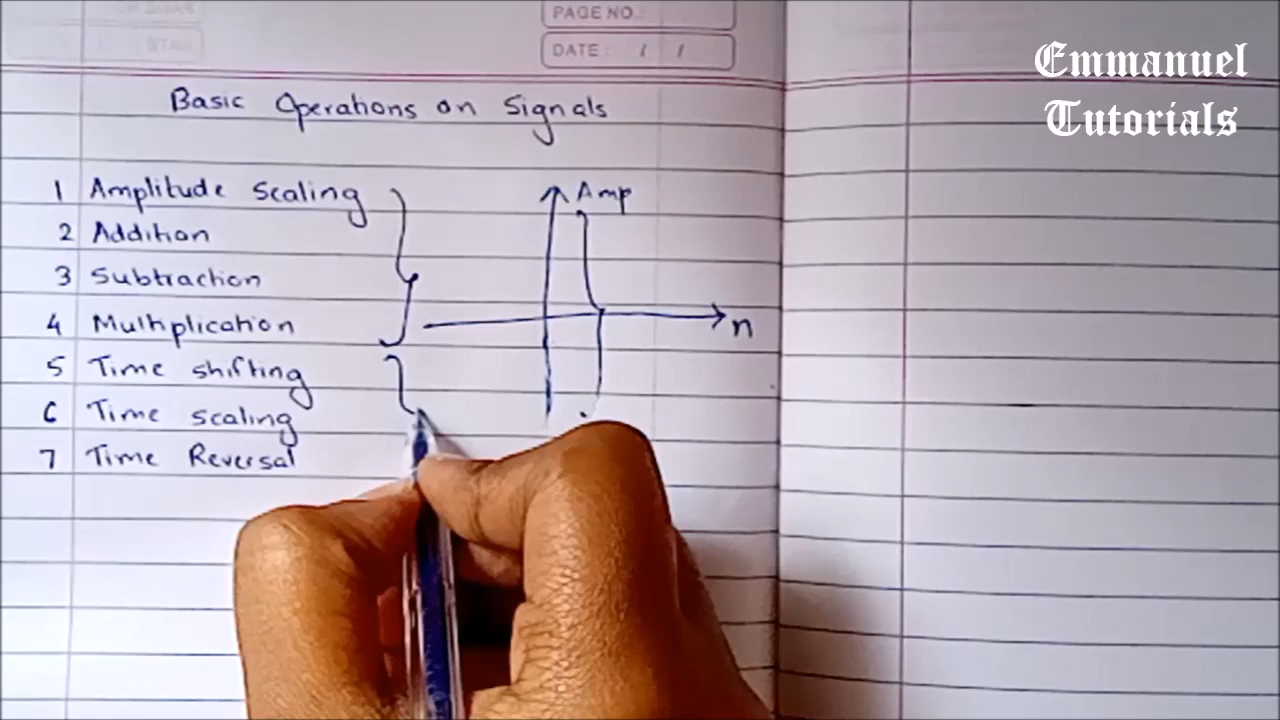 PAGE NO.:
DATE: / /
Emmanuel
Tutorials
Basic Operations on Signals
1 Amplitude Scaling
2 Addition
3 Subtraction
4 Multiplication
5 Time shifting
6 Time scaling
7 Time Reversal
Amp
n